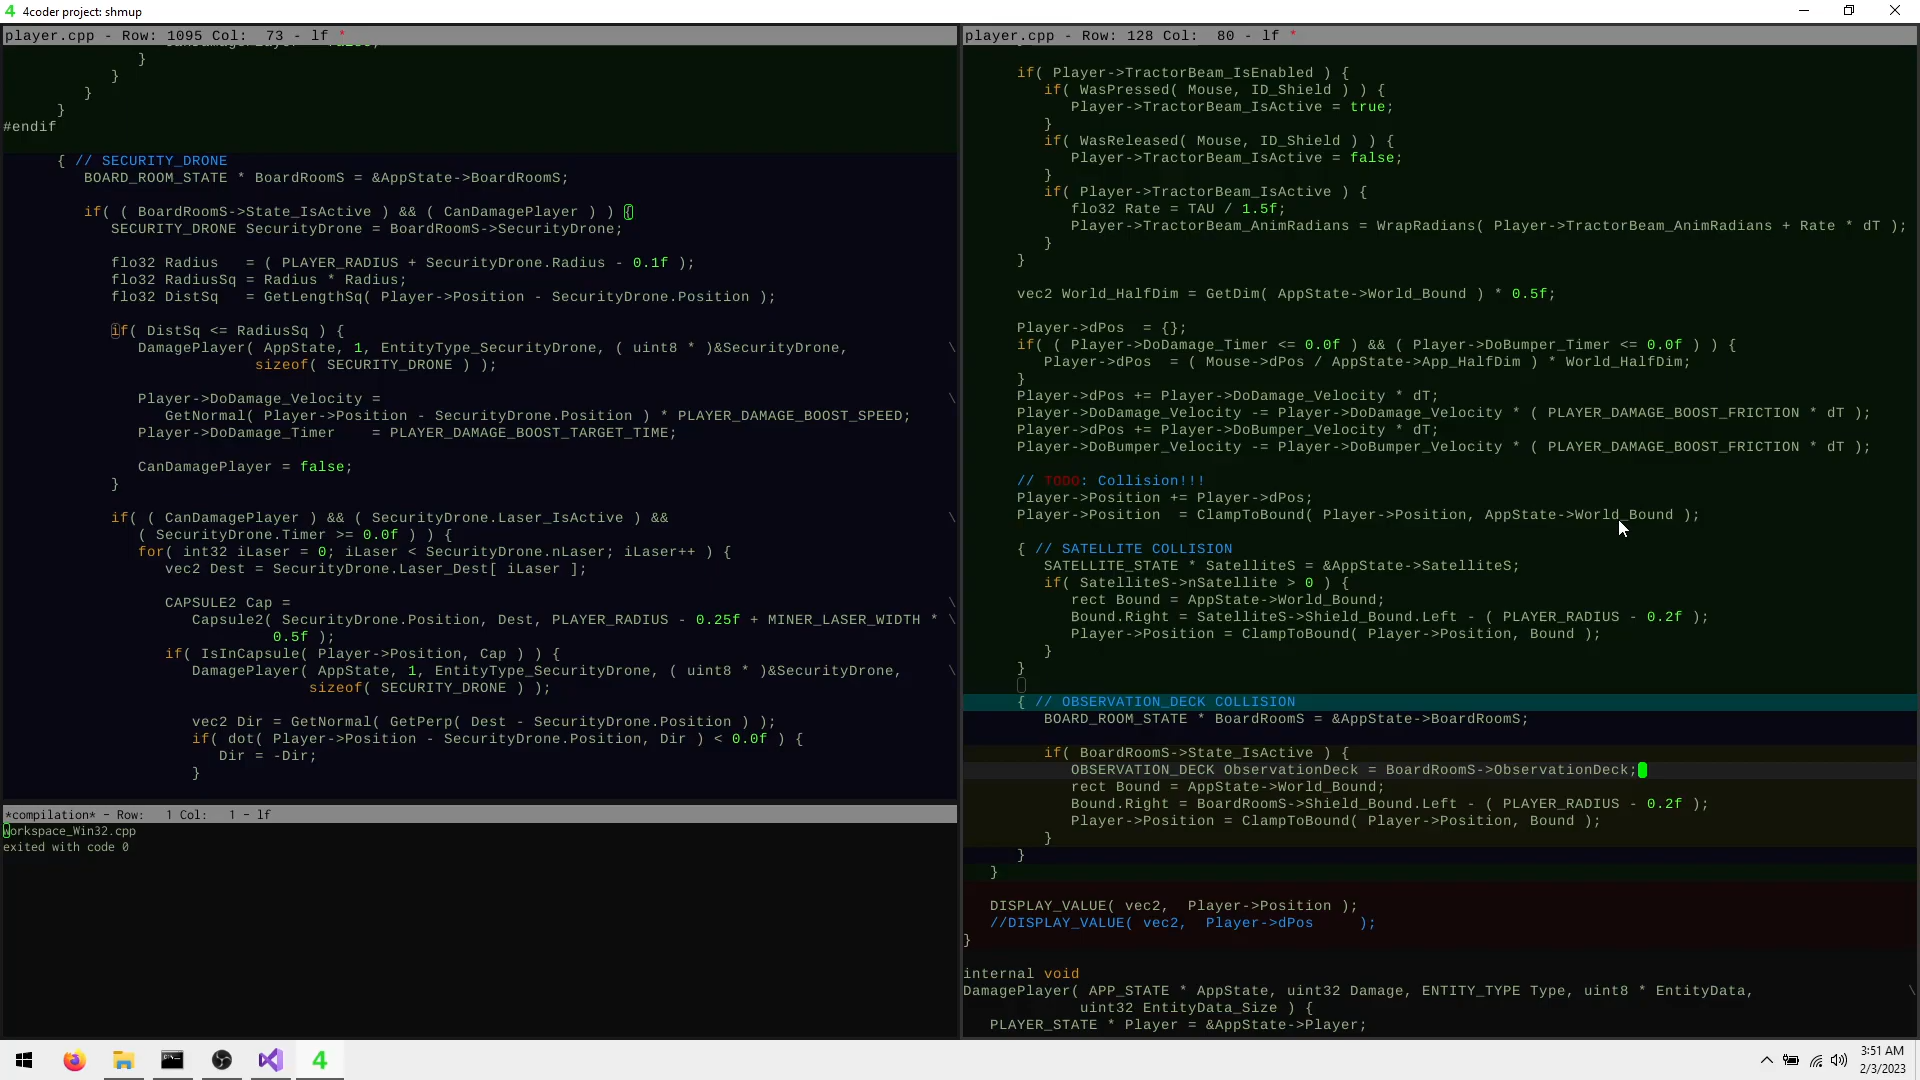 4coder project: shmup
player.cpp - Row: 1095 Col:  73 - lf *
}
}
}
}
#endif
{ // SECURITY_DRONE
BOARD_ROOM_STATE * BoardRoomS = &AppState->BoardRoomS;
if( ( BoardRoomS->State_IsActive ) && ( CanDamagePlayer ) ) {
SECURITY_DRONE SecurityDrone = BoardRoomS->SecurityDrone;
flo32 Radius   = ( PLAYER_RADIUS + SecurityDrone.Radius - 0.1f );
flo32 RadiusSq = Radius * Radius;
flo32 DistSq   = GetLengthSq( Player->Position - SecurityDrone.Position );
if( DistSq <= RadiusSq ) {
DamagePlayer( AppState, 1, EntityType_SecurityDrone, ( uint8 * )&SecurityDrone, \
sizeof( SECURITY_DRONE ) );
Player->DoDamage_Velocity = \
GetNormal( Player->Position - SecurityDrone.Position ) * PLAYER_DAMAGE_BOOST_SPEED;
Player->DoDamage_Timer    = PLAYER_DAMAGE_BOOST_TARGET_TIME;
CanDamagePlayer = false;
}
if( ( CanDamagePlayer ) && ( SecurityDrone.Laser_IsActive ) && \
( SecurityDrone.Timer >= 0.0f ) ) {
for( int32 iLaser = 0; iLaser < SecurityDrone.nLaser; iLaser++ ) {
vec2 Dest = SecurityDrone.Laser_Dest[ iLaser ];
CAPSULE2 Cap = \
Capsule2( SecurityDrone.Position, Dest, PLAYER_RADIUS - 0.25f + MINER_LASER_WIDTH * \
0.5f );
if( IsInCapsule( Player->Position, Cap ) ) {
DamagePlayer( AppState, 1, EntityType_SecurityDrone, ( uint8 * )&SecurityDrone, \
sizeof( SECURITY_DRONE ) );
vec2 Dir = GetNormal( GetPerp( Dest - SecurityDrone.Position ) );
if( dot( Player->Position - SecurityDrone.Position, Dir ) < 0.0f ) {
Dir = -Dir;
}
*compilation* - Row:   1 Col:   1 - lf
workspace_Win32.cpp
exited with code 0
player.cpp - Row: 128 Col:  80 - lf *
if( Player->TractorBeam_IsEnabled ) {
if( WasPressed( Mouse, ID_Shield ) ) {
Player->TractorBeam_IsActive = true;
}
if( WasReleased( Mouse, ID_Shield ) ) {
Player->TractorBeam_IsActive = false;
}
if( Player->TractorBeam_IsActive ) {
flo32 Rate = TAU / 1.5f;
Player->TractorBeam_AnimRadians = WrapRadians( Player->TractorBeam_AnimRadians + Rate * dT );
}
}
vec2 World_HalfDim = GetDim( AppState->World_Bound ) * 0.5f;
Player->dPos  = {};
if( ( Player->DoDamage_Timer <= 0.0f ) && ( Player->DoBumper_Timer <= 0.0f ) ) {
Player->dPos  = ( Mouse->dPos / AppState->App_HalfDim ) * World_HalfDim;
}
Player->dPos += Player->DoDamage_Velocity * dT;
Player->DoDamage_Velocity -= Player->DoDamage_Velocity * ( PLAYER_DAMAGE_BOOST_FRICTION * dT );
Player->dPos += Player->DoBumper_Velocity * dT;
Player->DoBumper_Velocity -= Player->DoBumper_Velocity * ( PLAYER_DAMAGE_BOOST_FRICTION * dT );
// TODO: Collision!!!
Player->Position += Player->dPos;
Player->Position  = ClampToBound( Player->Position, AppState->World_Bound );
{ // SATELLITE COLLISION
SATELLITE_STATE * SatelliteS = &AppState->SatelliteS;
if( SatelliteS->nSatellite > 0 ) {
rect Bound = AppState->World_Bound;
Bound.Right = SatelliteS->Shield_Bound.Left - ( PLAYER_RADIUS - 0.2f );
Player->Position = ClampToBound( Player->Position, Bound );
}
}
{ // OBSERVATION_DECK COLLISION
BOARD_ROOM_STATE * BoardRoomS = &AppState->BoardRoomS;
if( BoardRoomS->State_IsActive ) {
OBSERVATION_DECK ObservationDeck = BoardRoomS->ObservationDeck;
rect Bound = AppState->World_Bound;
Bound.Right = BoardRoomS->Shield_Bound.Left - ( PLAYER_RADIUS - 0.2f );
Player->Position = ClampToBound( Player->Position, Bound );
}
}
}
DISPLAY_VALUE( vec2,  Player->Position );
//DISPLAY_VALUE( vec2,  Player->dPos     );
}
internal void
DamagePlayer( APP_STATE * AppState, uint32 Damage, ENTITY_TYPE Type, uint8 * EntityData, \
uint32 EntityData_Size ) {
PLAYER_STATE * Player = &AppState->Player;
3:51 AM
2/3/2023